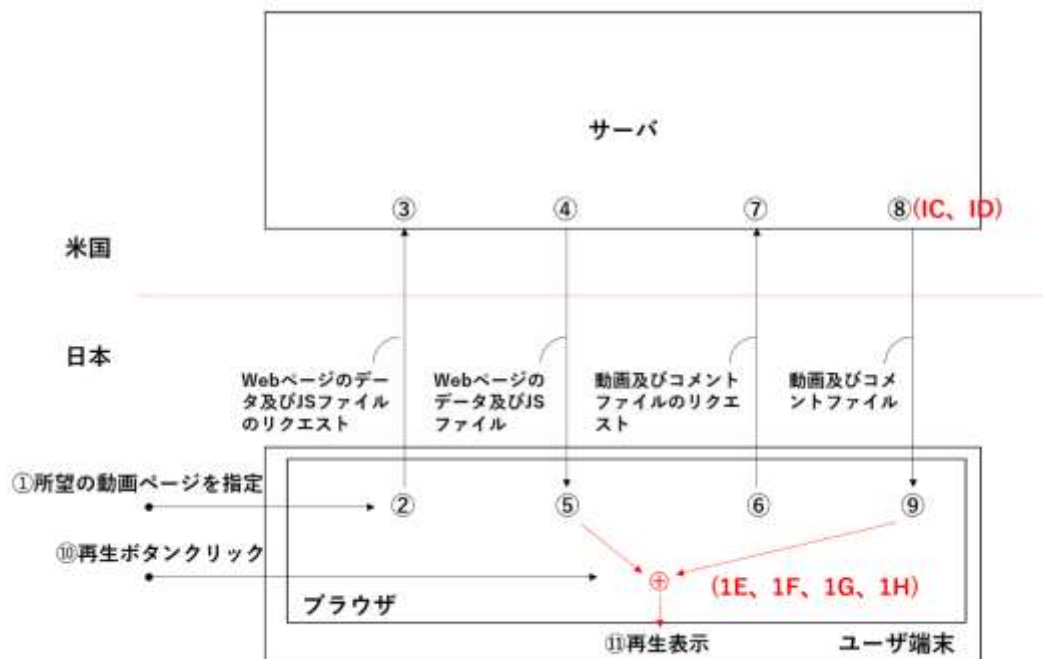 サーバ
③
④
⑦
⑧(IC、ID)
米国
日本
Webページのデー
タ及びJSファイル
のリクエスト
Webページの
データ及びJS
ファイル
動画及びコメント
ファイルのリクエ
スト
動画及びコメ
ントファイル
①所望の動画ページを指定
②
⑤
⑥
⑨
⑩再生ボタンクリック
(1E、1F、1G、1H)
ブラウザ
⑪再生表示
ユーザ端末